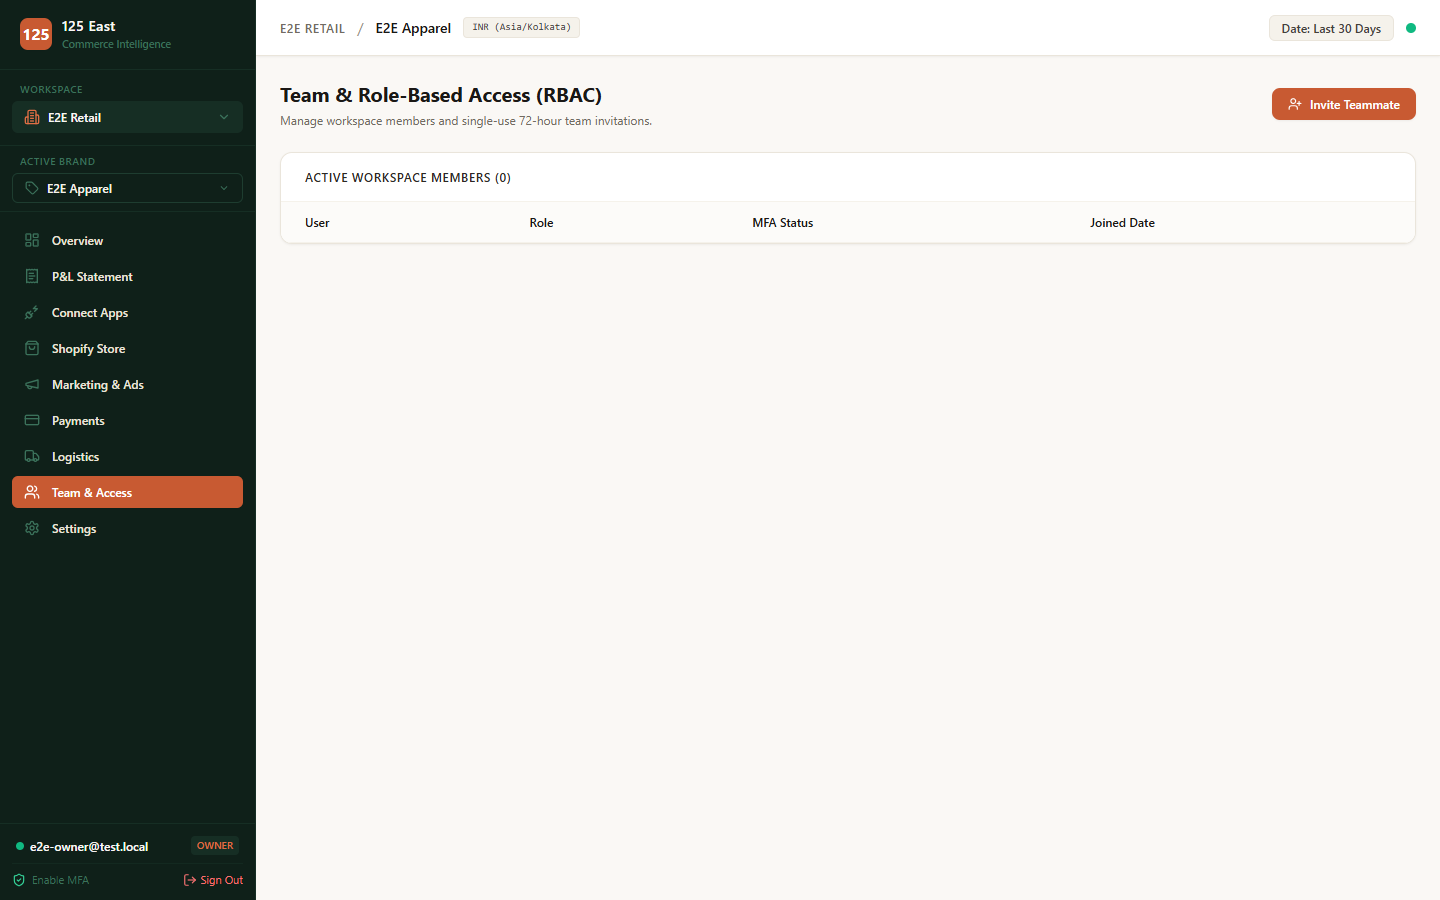 125
125 East
Commerce Intelligence
WORKSPACE
E2E Retail
ACTIVE BRAND
E2E Apparel
Overview
P&L Statement
Connect Apps
Shopify Store
Marketing & Ads
Payments
Logistics
Team & Access
Settings
e2e-owner@test.local OWNER
Enable MFA Sign Out
E2E RETAIL / E2E Apparel INR (Asia/Kolkata) Date: Last 30 Days
Team & Role-Based Access (RBAC)
Manage workspace members and single-use 72-hour team invitations.
Invite Teammate
ACTIVE WORKSPACE MEMBERS (0)
User Role MFA Status Joined Date